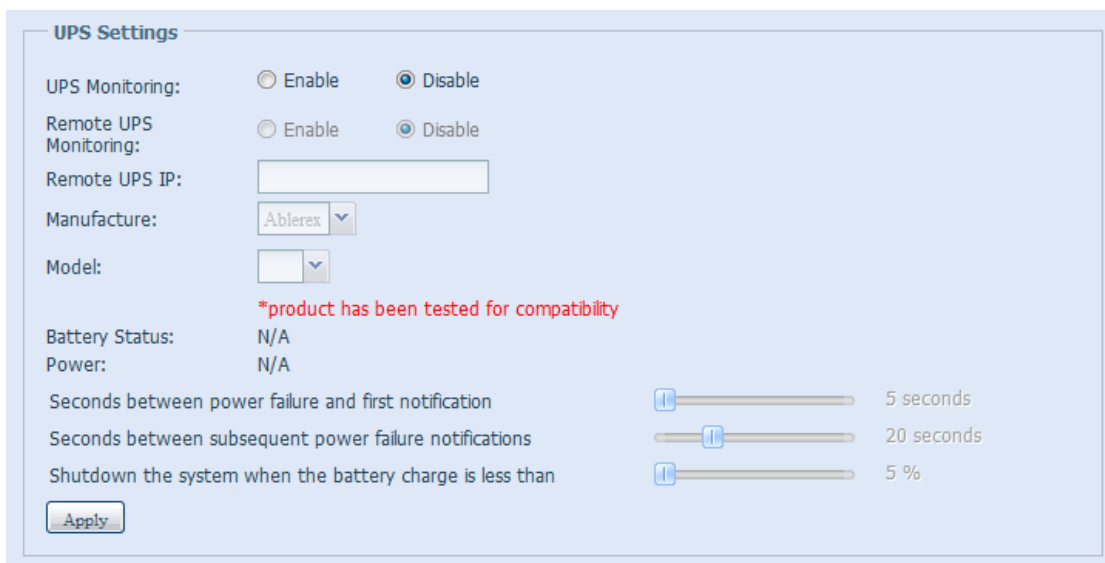 UPS Settings
UPS Monitoring: Enable Disable
Remote UPS
Monitoring: Enable Disable
Remote UPS IP:
Manufacture: Ablerex
Model:
*product has been tested for compatibility
Battery Status: N/A
Power: N/A
Seconds between power failure and first notification 5 seconds
Seconds between subsequent power failure notifications 20 seconds
Shutdown the system when the battery charge is less than 5 %
Apply